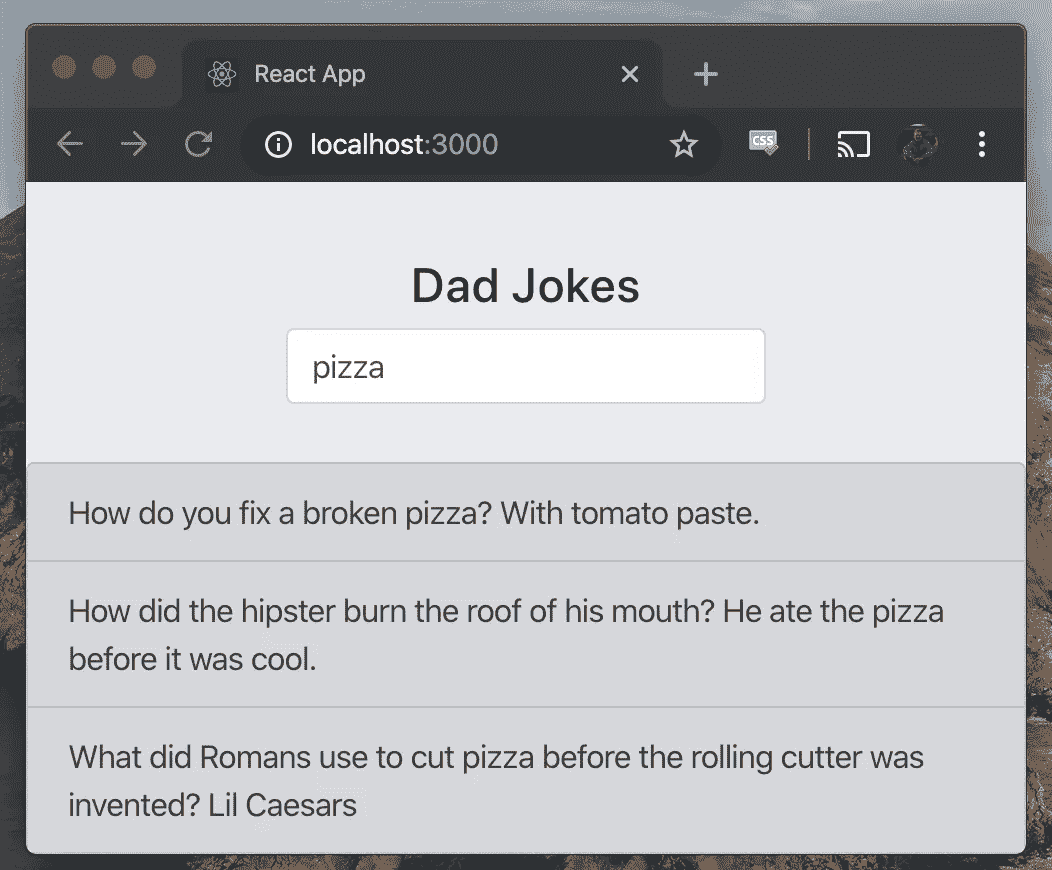 React App
localhost:3000
CSS
Dad Jokes
pizza
How do you fix a broken pizza? With tomato paste.
How did the hipster burn the roof of his mouth? He ate the pizza
before it was cool.
What did Romans use to cut pizza before the rolling cutter was
invented? Lil Caesars